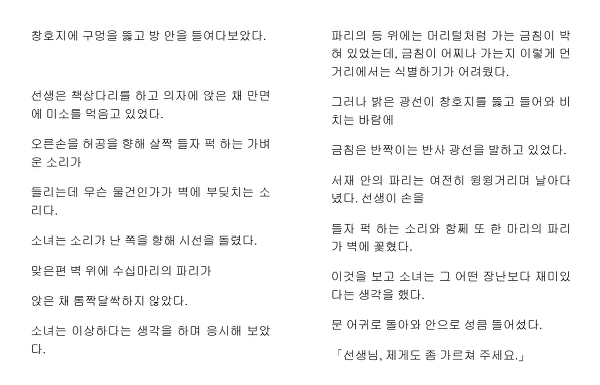 창호지에 구멍을 뚫고 방 안을 들여다보았다.
선생은 책상다리를 하고 의자에 앉은 채 만면
에 미소를 먹음고 있었다.
오른손을 허공을 향해 살짝 들자 퍽 하는 가벼
운 소리가
들리는데 무슨 물건인가가 벽에 부딪치는 소
리다.
소녀는 소리가 난 쪽을 향해 시선을 돌렸다.
맞은편 벽 위에 수십마리의 파리가
앉은 채 롬짝달싹하지 않았다.
소녀는 이상하다는 생각을 하며 응시해 보았
다.
파리의 등 위에는 머리털처럼 가는 금침이 박
혀 있었는데, 금침이 어찌나 가는지 이렇게 먼
거리에서는 식별하기가 어려웠다.
그러나 밝은 광선이 창호지를 뚫고 들어와 비
치는 바람에
금침은 반짝이는 반사 광선을 발하고 있었다.
서재 안의 파리는 여전히 윙윙거리며 날아다
녔다. 선생이 손을
들자 퍽 하는 소리와 함께 또 한 마리의 파리
가 벽에 꽂혔다.
이것을 보고 소녀는 그 어떤 장난보다 재미있
다는 생각을 했다.
문 어귀로 돌아와 안으로 성큼 들어섰다.
「선생님, 제게도 좀 가르쳐 주세요.」